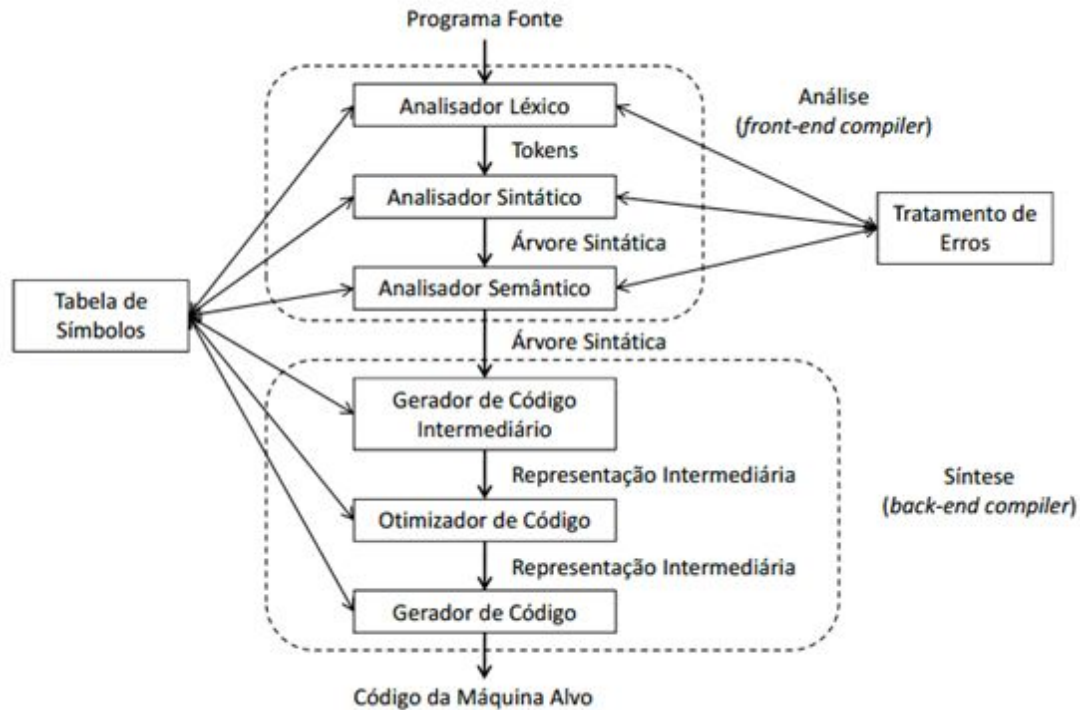 Programa Fonte
Analisador Léxico
Análise
(front-end compiler)
Tokens
Analisador Sintático
Tratamento de
Erros
Árvore Sintática
Analisador Semântico
Tabela de
Símbolos
Árvore Sintática
Gerador de Código
Intermediário
Representação Intermediária
Síntese
(back-end compiler)
Otimizador de Código
Representação Intermediária
Gerador de Código
Código da Máquina Alvo